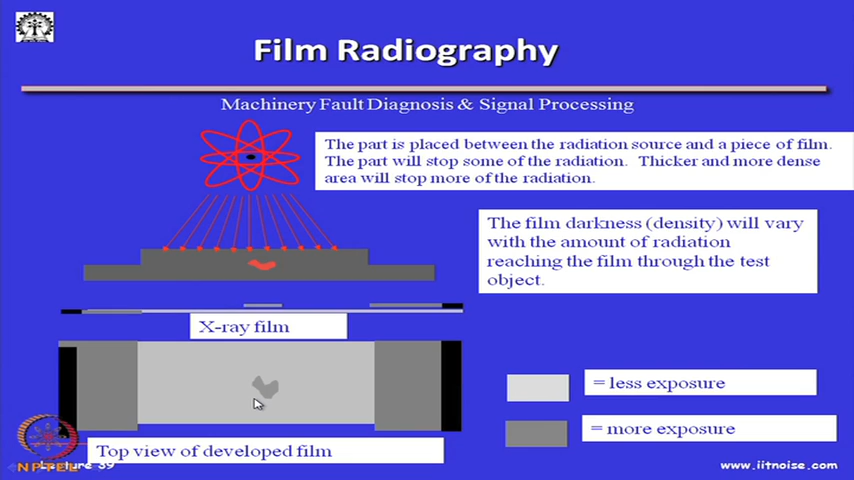 Film Radiography
Machinery Fault Diagnosis & Signal Processing
The part is placed between the radiation source and a piece of film.
The part will stop some of the radiation. Thicker and more dense
area will stop more of the radiation.
The film darkness (density) will vary
with the amount of radiation
reaching the film through the test
object.
X-ray film
= less exposure
= more exposure
Top view of developed film
NPTEL
Lecture 39
www.iitnoise.com